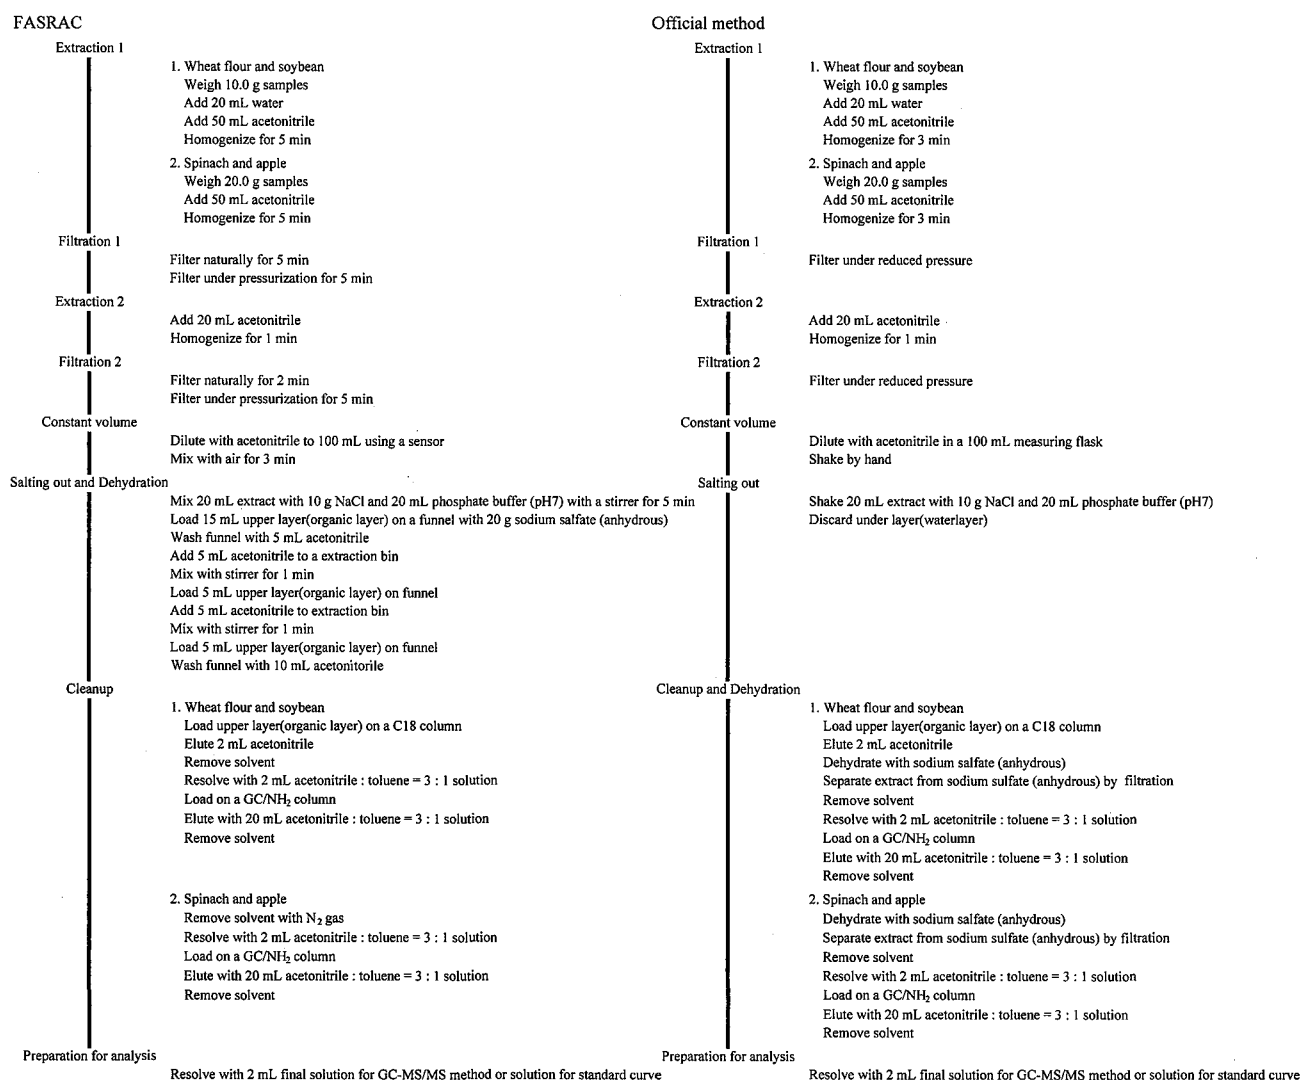 FASRAC
Extraction 1
1. Wheat flour and soybean
Weigh 10.0 g samples
Add 20 mL water
Add 50 mL acetonitrile
Homogenize for 5 min
2. Spinach and apple
Weigh 20.0 g samples
Add 50 mL acetonitrile
Homogenize for 5 min
Filtration 1
Filter naturally for 5 min
Filter under pressurization for 5 min
Extraction 2
Add 20 mL acetonitrile
Homogenize for 1 min
Filtration 2
Filter naturally for 2 min
Filter under pressurization for 5 min
Constant volume
Dilute with acetonitrile to 100 mL using a sensor
Mix with air for 3 min
Salting out and Dehydration
Mix 20 mL extract with 10 g NaCl and 20 mL phosphate buffer (pH7) with a stirrer for 5 min
Load 15 mL upper layer(organic layer) on a funnel with 20 g sodium salfate (anhydrous)
Wash funnel with 5 mL acetonitrile
Add 5 mL acetonitrile to a extraction bin
Mix with stirrer for 1 min
Load 5 mL upper layer(organic layer) on funnel
Add 5 mL acetonitrile to extraction bin
Mix with stirrer for 1 min
Load 5 mL upper layer(organic layer) on funnel
Wash funnel with 10 mL acetonitorile
Cleanup
1. Wheat flour and soybean
Load upper layer(organic layer) on a C18 column
Elute 2 mL acetonitrile
Remove solvent
Resolve with 2 mL acetonitrile : toluene = 3 : 1 solution
Load on a GC/NH₂ column
Elute with 20 mL acetonitrile : toluene = 3 : 1 solution
Remove solvent
2. Spinach and apple
Remove solvent with N₂ gas
Resolve with 2 mL acetonitrile : toluene = 3 : 1 solution
Load on a GC/NH₂ column
Elute with 20 mL acetonitrile : toluene = 3 : 1 solution
Remove solvent
Preparation for analysis
Resolve with 2 mL final solution for GC-MS/MS method or solution for standard curve
Official method
Extraction 1
1. Wheat flour and soybean
Weigh 10.0 g samples
Add 20 mL water
Add 50 mL acetonitrile
Homogenize for 3 min
2. Spinach and apple
Weigh 20.0 g samples
Add 50 mL acetonitrile
Homogenize for 3 min
Filtration 1
Filter under reduced pressure
Extraction 2
Add 20 mL acetonitrile
Homogenize for 1 min
Filtration 2
Filter under reduced pressure
Constant volume
Dilute with acetonitrile in a 100 mL measuring flask
Shake by hand
Salting out
Shake 20 mL extract with 10 g NaCl and 20 mL phosphate buffer (pH7)
Discard under layer(waterlayer)
Cleanup and Dehydration
1. Wheat flour and soybean
Load upper layer(organic layer) on a C18 column
Elute 2 mL acetonitrile
Dehydrate with sodium salfate (anhydrous)
Separate extract from sodium sulfate (anhydrous) by filtration
Remove solvent
Resolve with 2 mL acetonitrile : toluene = 3 : 1 solution
Load on a GC/NH₂ column
Elute with 20 mL acetonitrile : toluene = 3 : 1 solution
Remove solvent
2. Spinach and apple
Dehydrate with sodium salfate (anhydrous)
Separate extract from sodium sulfate (anhydrous) by filtration
Remove solvent
Resolve with 2 mL acetonitrile : toluene = 3 : 1 solution
Load on a GC/NH₂ column
Elute with 20 mL acetonitrile : toluene = 3 : 1 solution
Remove solvent
Preparation for analysis
Resolve with 2 mL final solution for GC-MS/MS method or solution for standard curve